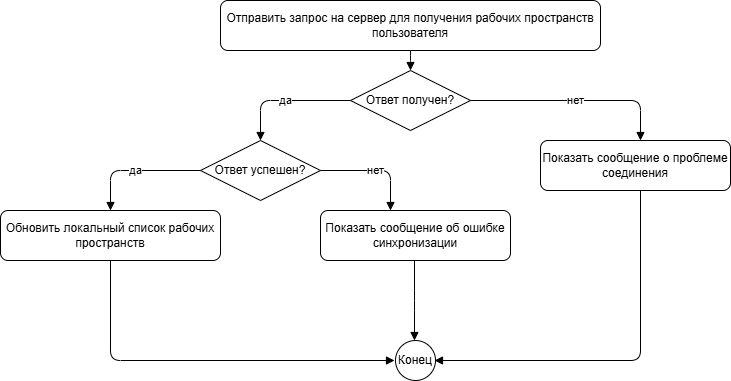 Отправить запрос на сервер для получения рабочих пространств
пользователя
да
Ответ получен?
нет
да
Ответ успешен?
нет
Показать сообщение о проблеме
соединения
Обновить локальный список рабочих
пространств
Показать сообщение об ошибке
синхронизации
Конец